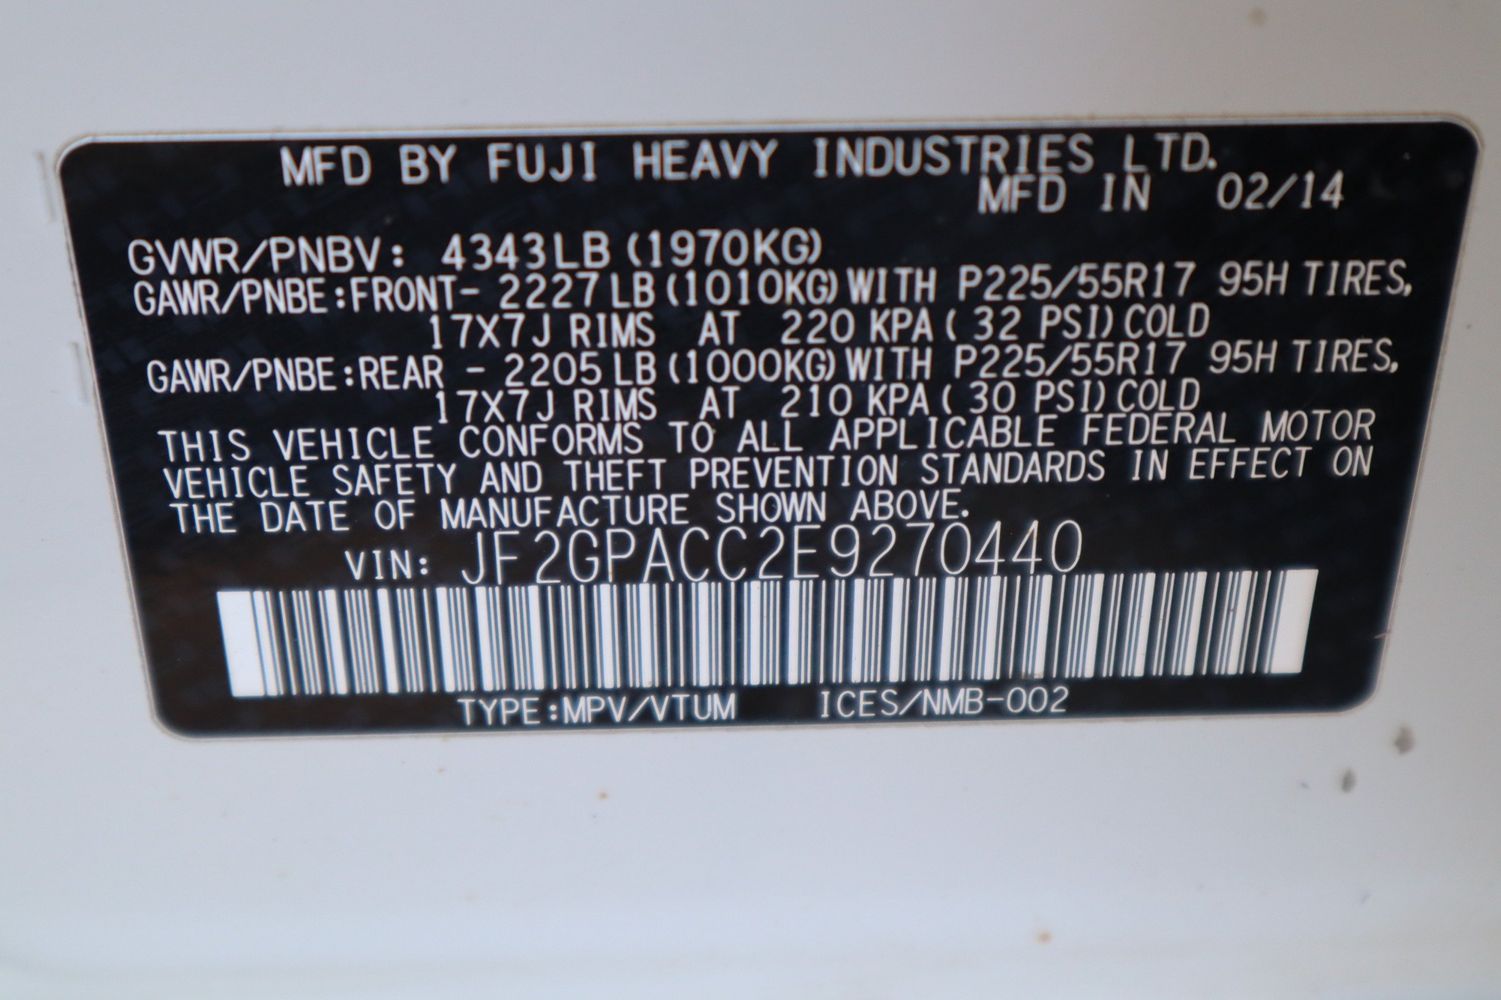 MFD BY FUJI HEAVY INDUSTRIES LTD.
MFD IN 02/14
GVWR/PNBV: 4343LB (1970KG)
GAWR/PNBE:FRONT- 2227LB (1010KG) WITH P225/55R17 95H TIRES,
17X7J RIMS AT 220 KPA ( 32 PSI) COLD
GAWR/PNBE:REAR - 2205LB (1000KG) WITH P225/55R17 95H TIRES,
17X7J RIMS AT 210 KPA ( 30 PSI) COLD
THIS VEHICLE CONFORMS TO ALL APPLICABLE FEDERAL MOTOR
VEHICLE SAFETY AND THEFT PREVENTION STANDARDS IN EFFECT ON
THE DATE OF MANUFACTURE SHOWN ABOVE.
VIN: JF2GPACC2E9270440
TYPE:MPV/VTUM ICES/NMB-002